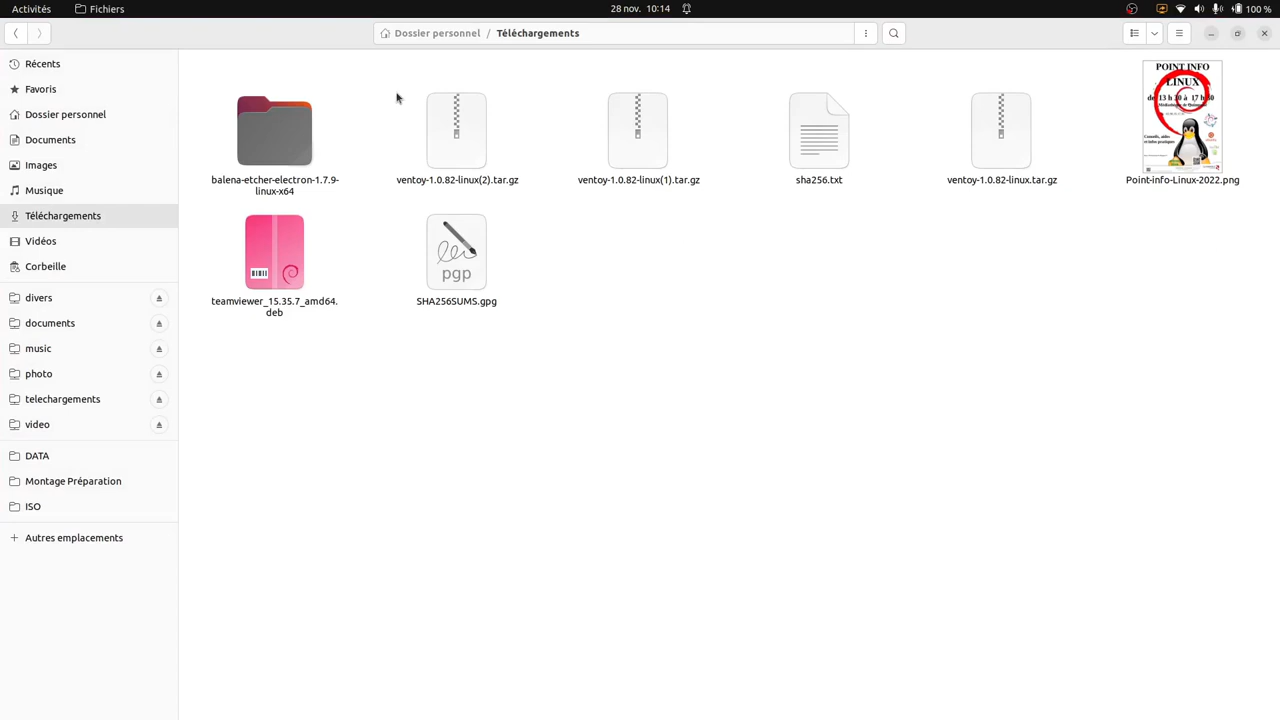 Activités
Fichiers
28 nov. 10:14
100 %
Dossier personnel / Téléchargements
Récents
Favoris
Dossier personnel
Documents
Images
Musique
Téléchargements
Vidéos
Corbeille
divers
documents
music
photo
telechargements
video
DATA
Montage Préparation
ISO
Autres emplacements
balena-etcher-electron-1.7.9-
linux-x64
ventoy-1.0.82-linux(2).tar.gz
ventoy-1.0.82-linux(1).tar.gz
sha256.txt
ventoy-1.0.82-linux.tar.gz
POINT INFO
LINUX
Point-info-Linux-2022.png
teamviewer_15.35.7_amd64.
deb
pgp
SHA256SUMS.gpg